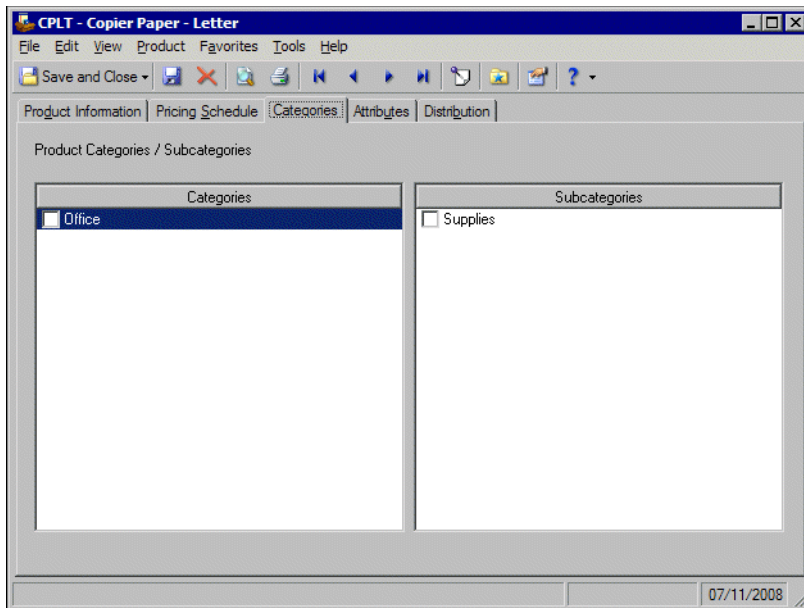 CPLT - Copier Paper - Letter
File Edit View Product Favorites Tools Help
Save and Close ?
Product Information Pricing Schedule Categories Attributes Distribution
Product Categories / Subcategories
Categories Subcategories
Office Supplies
07/11/2008